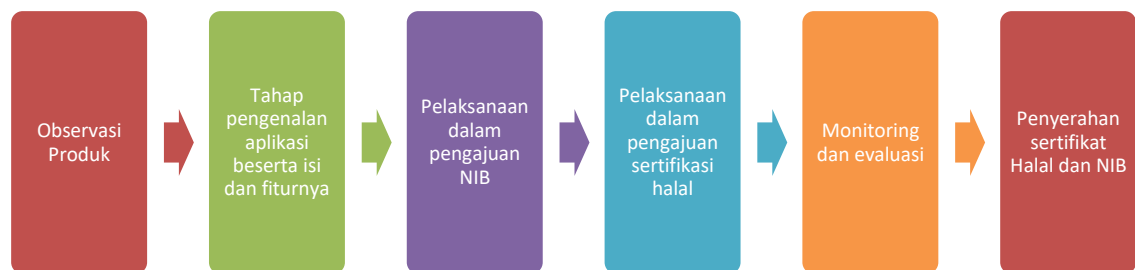 Observasi
Produk
Tahap
pengenalan
aplikasi
beserta isi
dan fiturnya
Pelaksanaan
dalam
pengajuan
NIB
Pelaksanaan
dalam
pengajuan
sertifikasi
halal
Monitoring
dan evaluasi
Penyerahan
sertifikat
Halal dan NIB